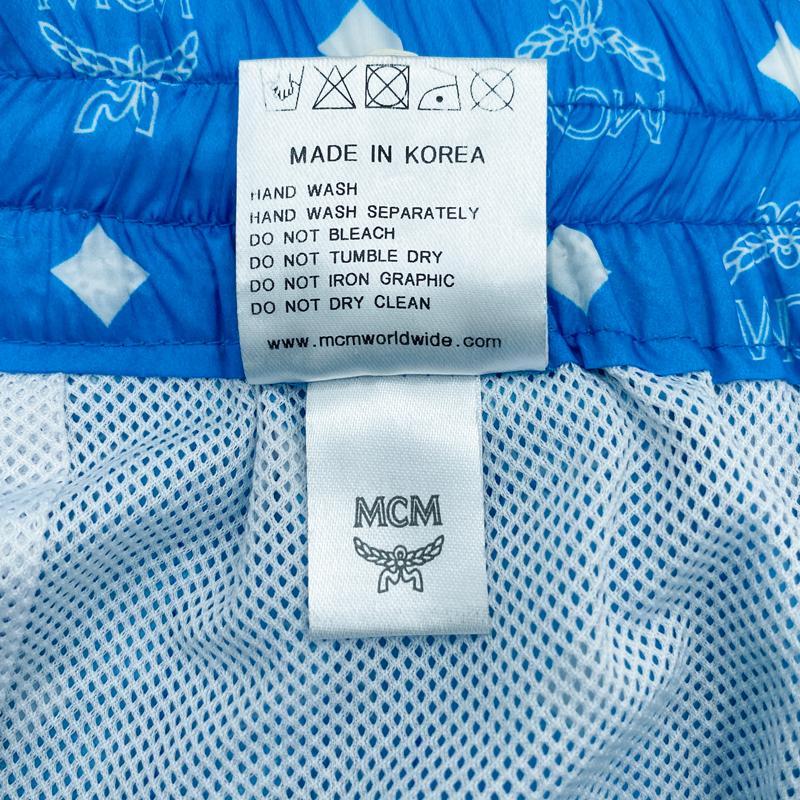 MCM
MADE IN KOREA
HAND WASH
HAND WASH SEPARATELY
DO NOT BLEACH
DO NOT TUMBLE DRY
DO NOT IRON GRAPHIC
DO NOT DRY CLEAN
www.mcmworldwide.com
MCM